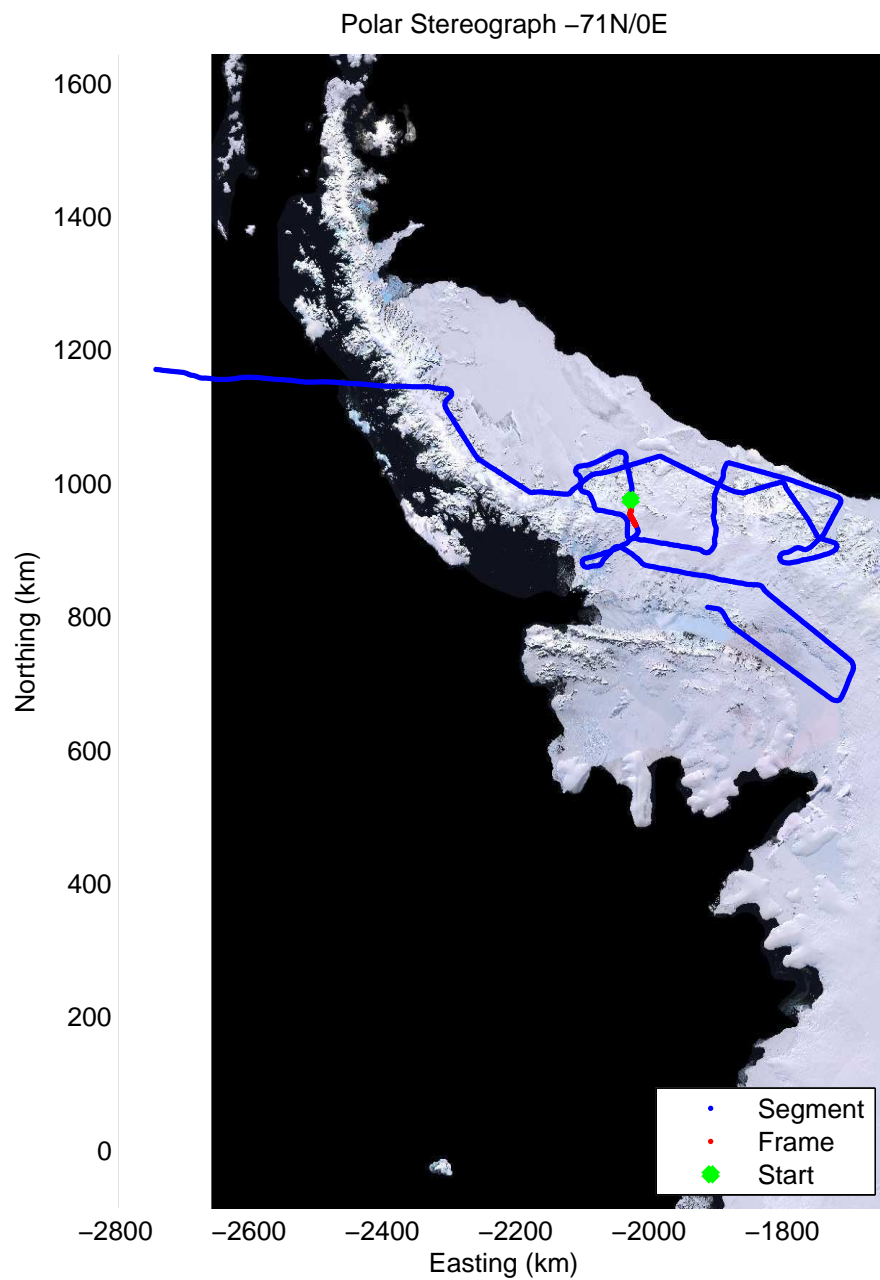 Polar Stereograph −71N/0E
1600
1400
1200
1000
800
600
400
200
0
Northing (km)
−2800 −2600 −2400 −2200 −2000 −1800
Easting (km)
Segment
Frame
Start